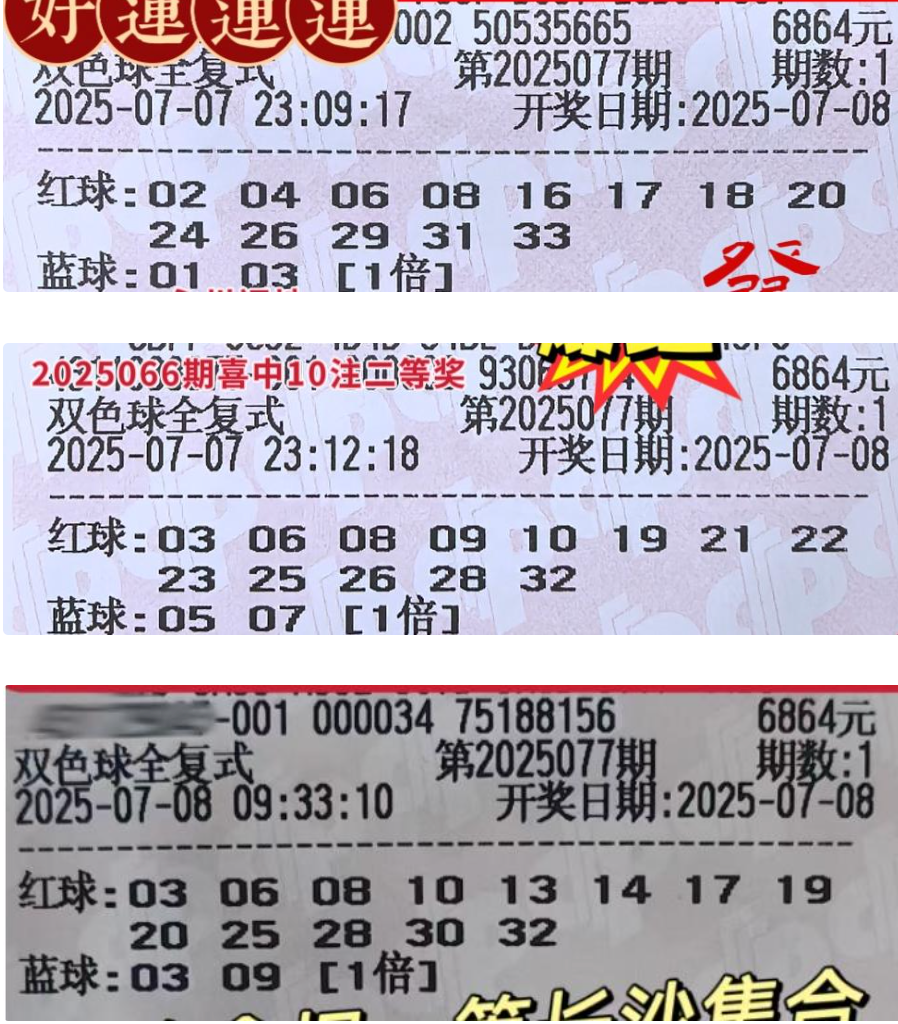 好運運運
002 50535665 6864元
双色球全复式 第2025077期 期数:1
2025-07-07 23:09:17 开奖日期:2025-07-08
红球:02 04 06 08 16 17 18 20
24 26 29 31 33
蓝球:01 03 [1倍]
發
2025066期喜中10注二等奖 6864元
双色球全复式 第2025077期 期数:1
2025-07-07 23:12:18 开奖日期:2025-07-08
红球:03 06 08 09 10 19 21 22
23 25 26 28 32
蓝球:05 07 [1倍]
-001 000034 75188156 6864元
双色球全复式 第2025077期 期数:1
2025-07-08 09:33:10 开奖日期:2025-07-08
红球:03 06 08 10 13 14 17 19
20 25 28 30 32
蓝球:03 09 [1倍]
长沙集合